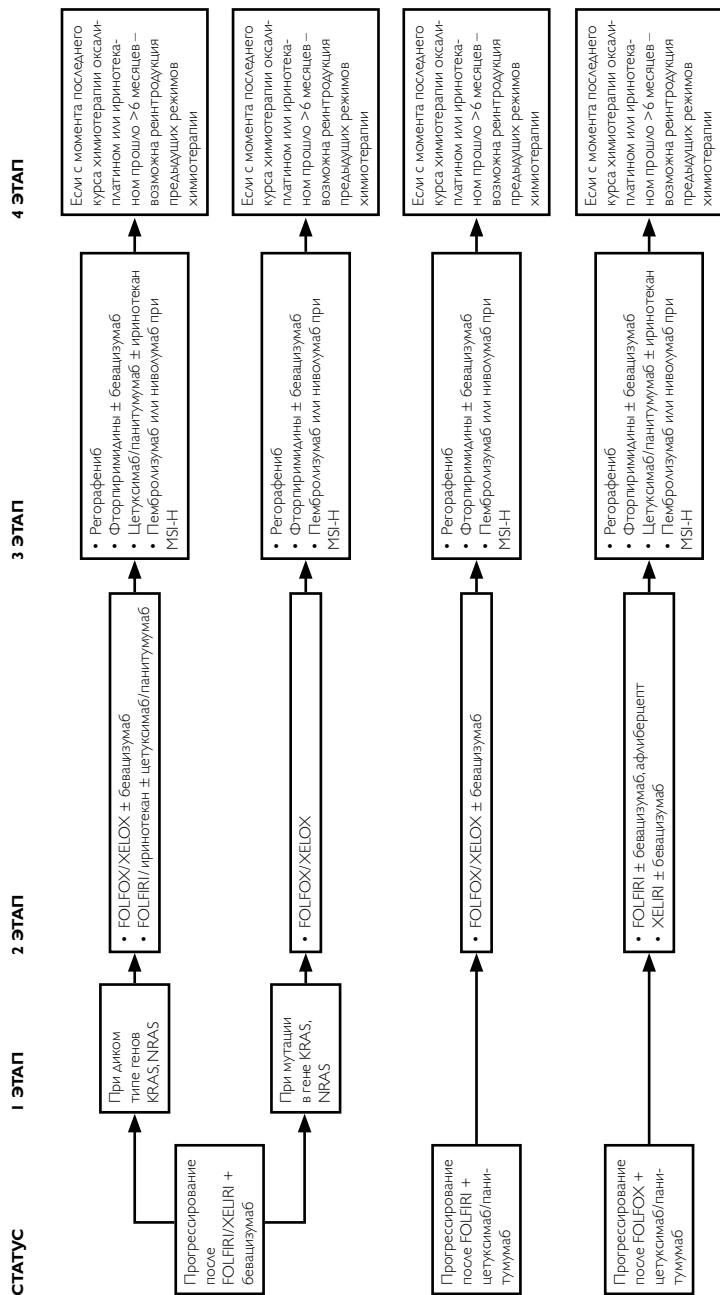 СТАТУС
1 ЭТАП
2 ЭТАП
3 ЭТАП
4 ЭТАП
Прогрессирование
после
FOLFIRI/XELIRI +
бевацизумаб
При диком
типе генов
KRAS, NRAS
• FOLFOX/XELOX ± бевацизумаб
• FOLFIRI/иринотекан ± цетуксимаб/панитумумаб
• Регорафениб
• Фторпиримидины ± бевацизумаб
• Цетуксимаб/панитумумаб ± иринотекан
• Пембролизумаб или ниволумаб при
MSI-H
Если с момента последнего
курса химиотерапии оксали-
платином или иринотека-
ном прошло >6 месяцев –
возможна реинтродукция
предыдущих режимов
химиотерапии
При мутации
в гене KRAS,
NRAS
• FOLFOX/XELOX
• Регорафениб
• Фторпиримидины ± бевацизумаб
• Пембролизумаб или ниволумаб при
MSI-H
Если с момента последнего
курса химиотерапии оксали-
платином или иринотека-
ном прошло >6 месяцев –
возможна реинтродукция
предыдущих режимов
химиотерапии
Прогрессирование
после FOLFIRI +
цетуксимаб/пани-
тумумаб
• FOLFOX/XELOX ± бевацизумаб
• Регорафениб
• Фторпиримидины ± бевацизумаб
• Пембролизумаб или ниволумаб при
MSI-H
Если с момента последнего
курса химиотерапии оксали-
платином или иринотека-
ном прошло >6 месяцев –
возможна реинтродукция
предыдущих режимов
химиотерапии
Прогрессирование
после FOLFOX +
цетуксимаб/пани-
тумумаб
• FOLFIRI ± бевацизумаб, афлиберцепт
• XELIRI ± бевацизумаб
• Регорафениб
• Фторпиримидины ± бевацизумаб
• Цетуксимаб/панитумумаб ± иринотекан
• Пембролизумаб или ниволумаб при
MSI-H
Если с момента последнего
курса химиотерапии оксали-
платином или иринотека-
ном прошло >6 месяцев –
возможна реинтродукция
предыдущих режимов
химиотерапии